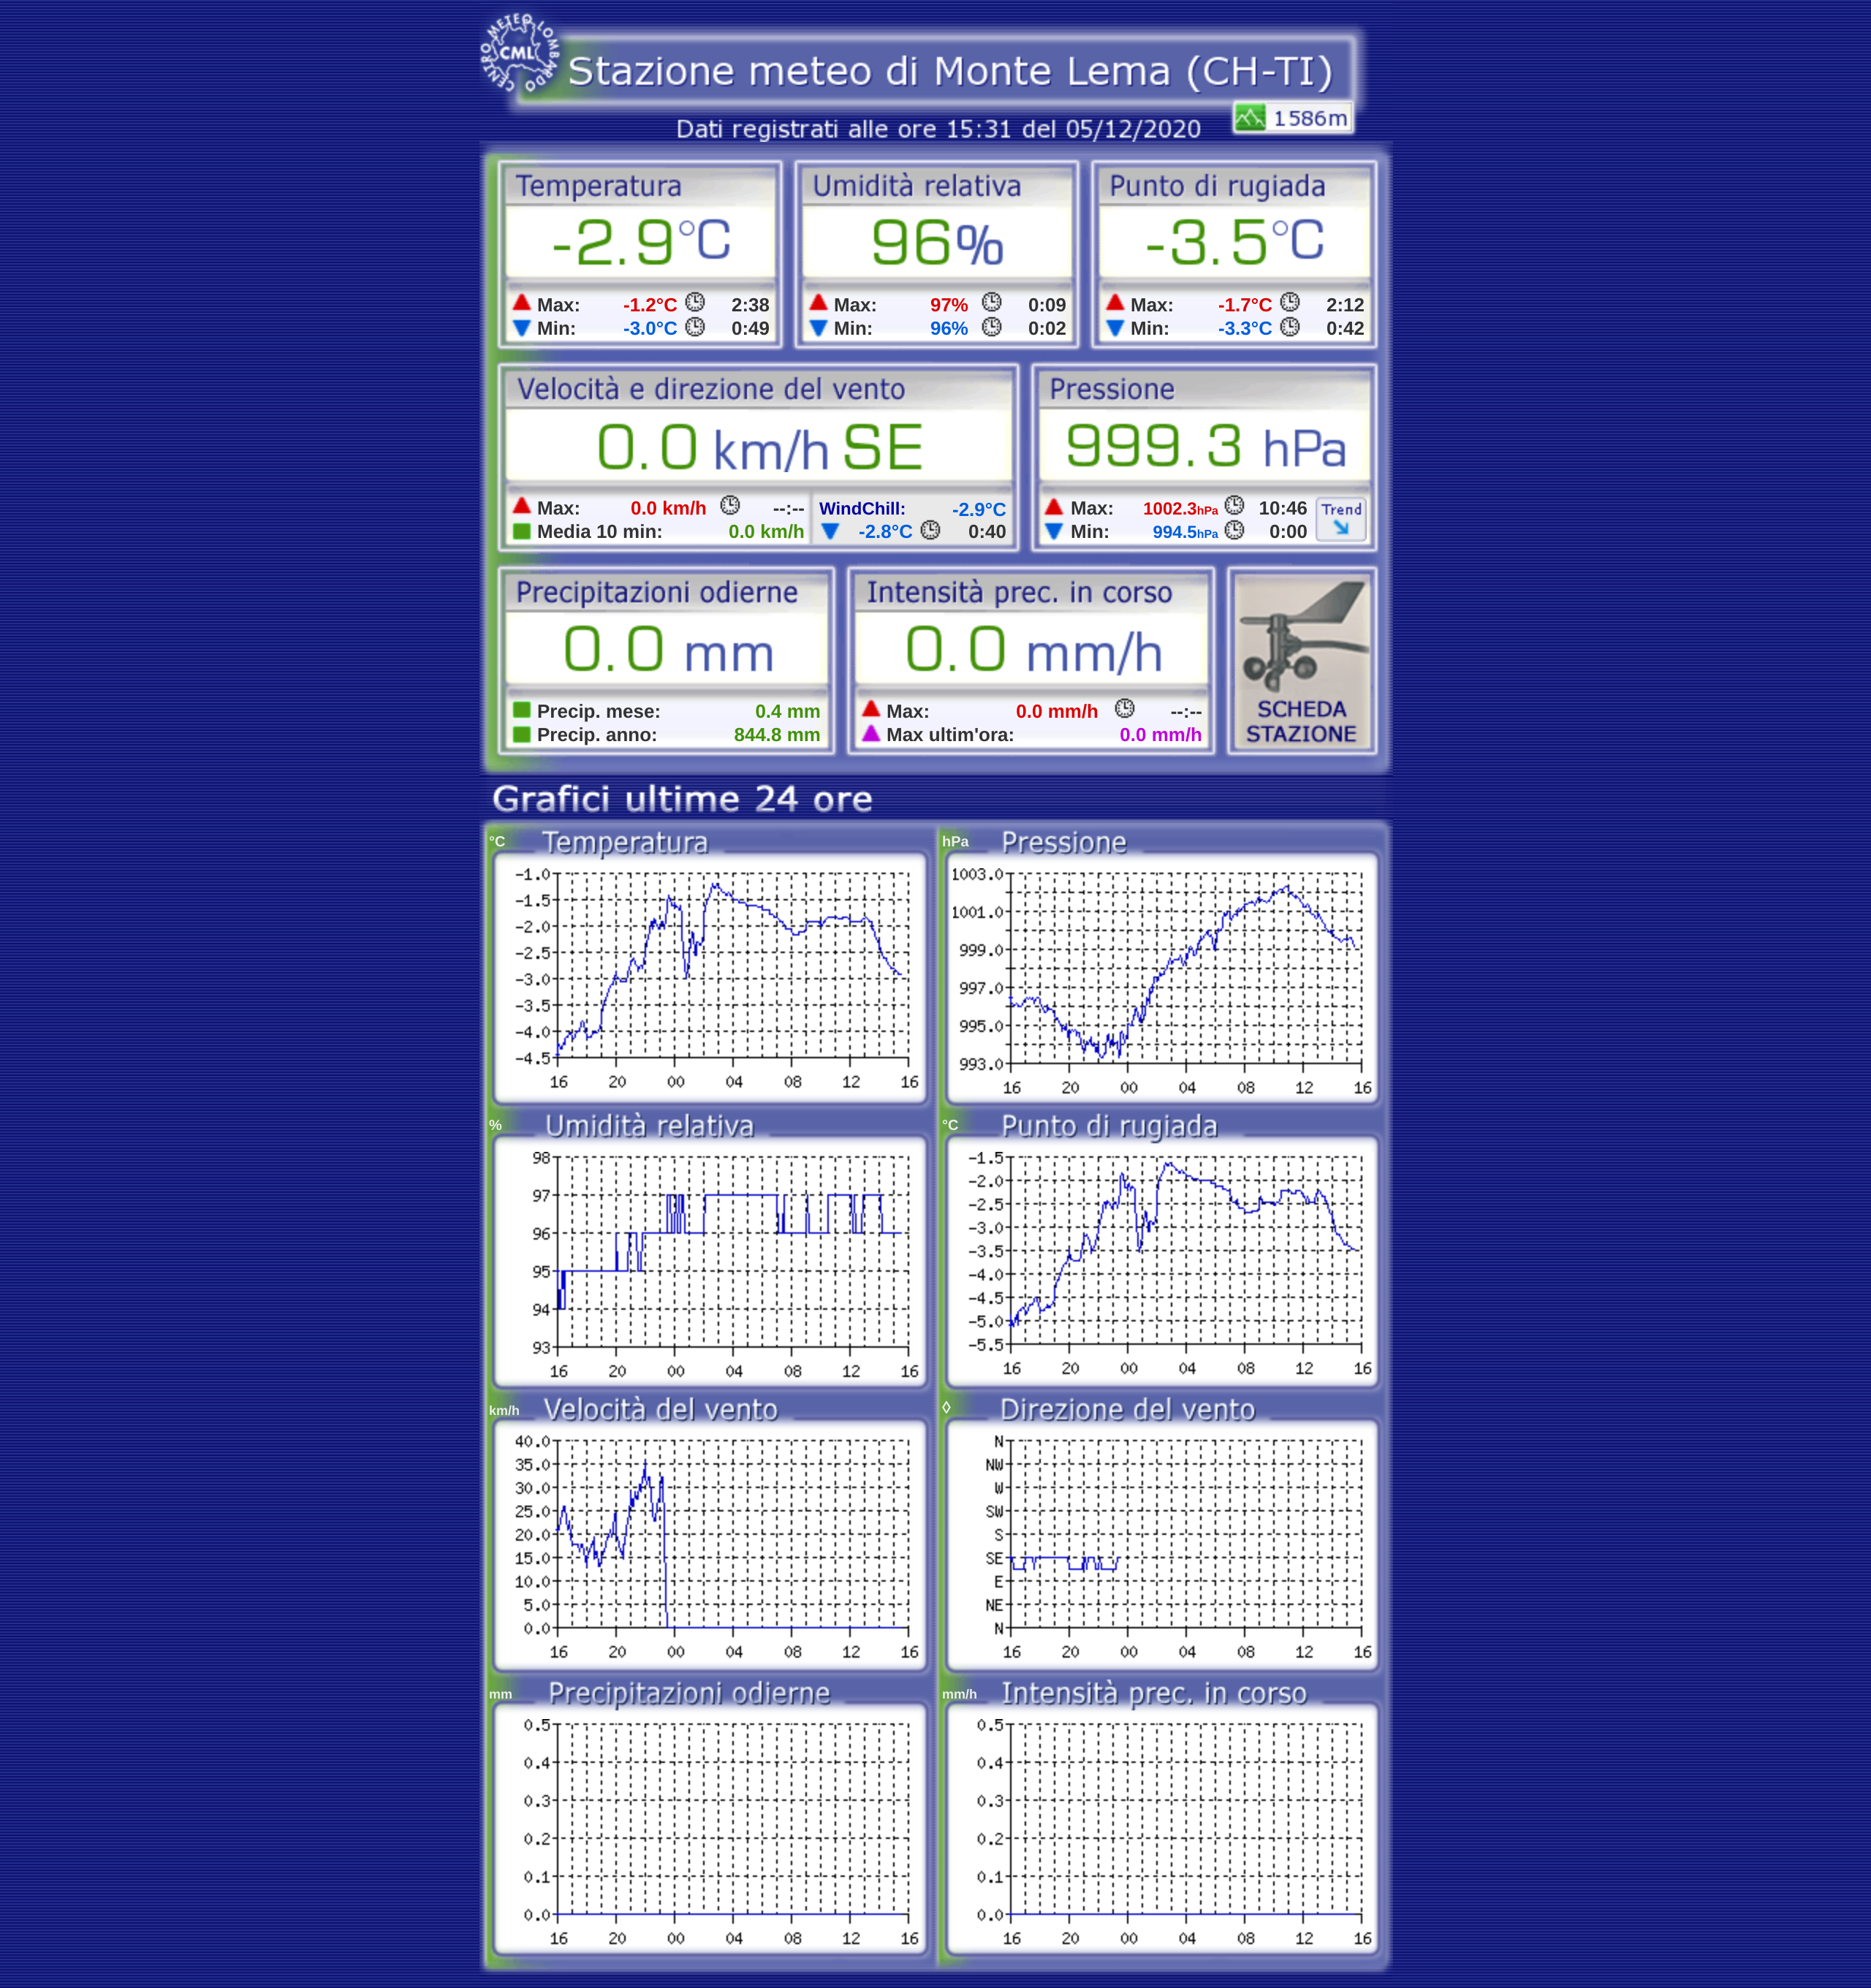 CENTRO METEO LOMBARDO
CML
Stazione meteo di Monte Lema (CH-TI)
1586m
Dati registrati alle ore 15:31 del 05/12/2020
Temperatura Umidità relativa Punto di rugiada
-2.9°C 96% -3.5°C
Max: -1.2°C 2:38 Max: 97% 0:09 Max: -1.7°C 2:12
Min: -3.0°C 0:49 Min: 96% 0:02 Min: -3.3°C 0:42
Velocità e direzione del vento Pressione
0.0 km/h SE 999.3 hPa
Max: 0.0 km/h --:-- WindChill: -2.9°C Max: 1002.3hPa 10:46 Trend
Media 10 min: 0.0 km/h -2.8°C 0:40 Min: 994.5hPa 0:00
Precipitazioni odierne Intensità prec. in corso
0.0 mm 0.0 mm/h
Precip. mese: 0.4 mm Max: 0.0 mm/h --:-- SCHEDA
Precip. anno: 844.8 mm Max ultim'ora: 0.0 mm/h STAZIONE
Grafici ultime 24 ore
°C Temperatura
-1.0
-1.5
-2.0
-2.5
-3.0
-3.5
-4.0
-4.5
16 20 00 04 08 12 16
hPa Pressione
1003.0
1001.0
999.0
997.0
995.0
993.0
16 20 00 04 08 12 16
% Umidità relativa
98
97
96
95
94
93
16 20 00 04 08 12 16
°C Punto di rugiada
-1.5
-2.0
-2.5
-3.0
-3.5
-4.0
-4.5
-5.0
-5.5
16 20 00 04 08 12 16
km/h Velocità del vento
40.0
35.0
30.0
25.0
20.0
15.0
10.0
5.0
0.0
16 20 00 04 08 12 16
◊ Direzione del vento
N
NW
W
SW
S
SE
E
NE
N
16 20 00 04 08 12 16
mm Precipitazioni odierne
0.5
0.4
0.3
0.2
0.1
0.0
16 20 00 04 08 12 16
mm/h Intensità prec. in corso
0.5
0.4
0.3
0.2
0.1
0.0
16 20 00 04 08 12 16